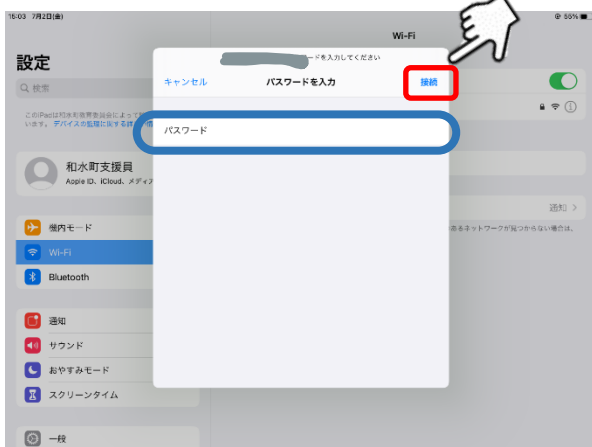 15:03 7月2日(金)
55%
Wi-Fi
設定
ードを入力してください
キャンセル
パスワードを入力
接続
検索
このiPadは和水町教育委員会によって
います。デバイスの監理に関する詳
パスワード
和水町支援員
Apple ID、iCloud、メディ
通知
機内モード
あるネットワークが見つからない場合は、
Wi-Fi
Bluetooth
通知
サウンド
おやすみモード
スクリーンタイム
一般